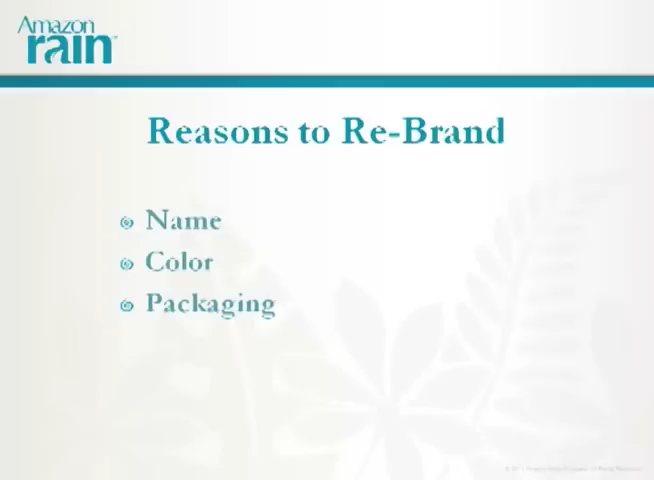 Amazon
rain
Reasons to Re-Brand
Name
Color
Packaging